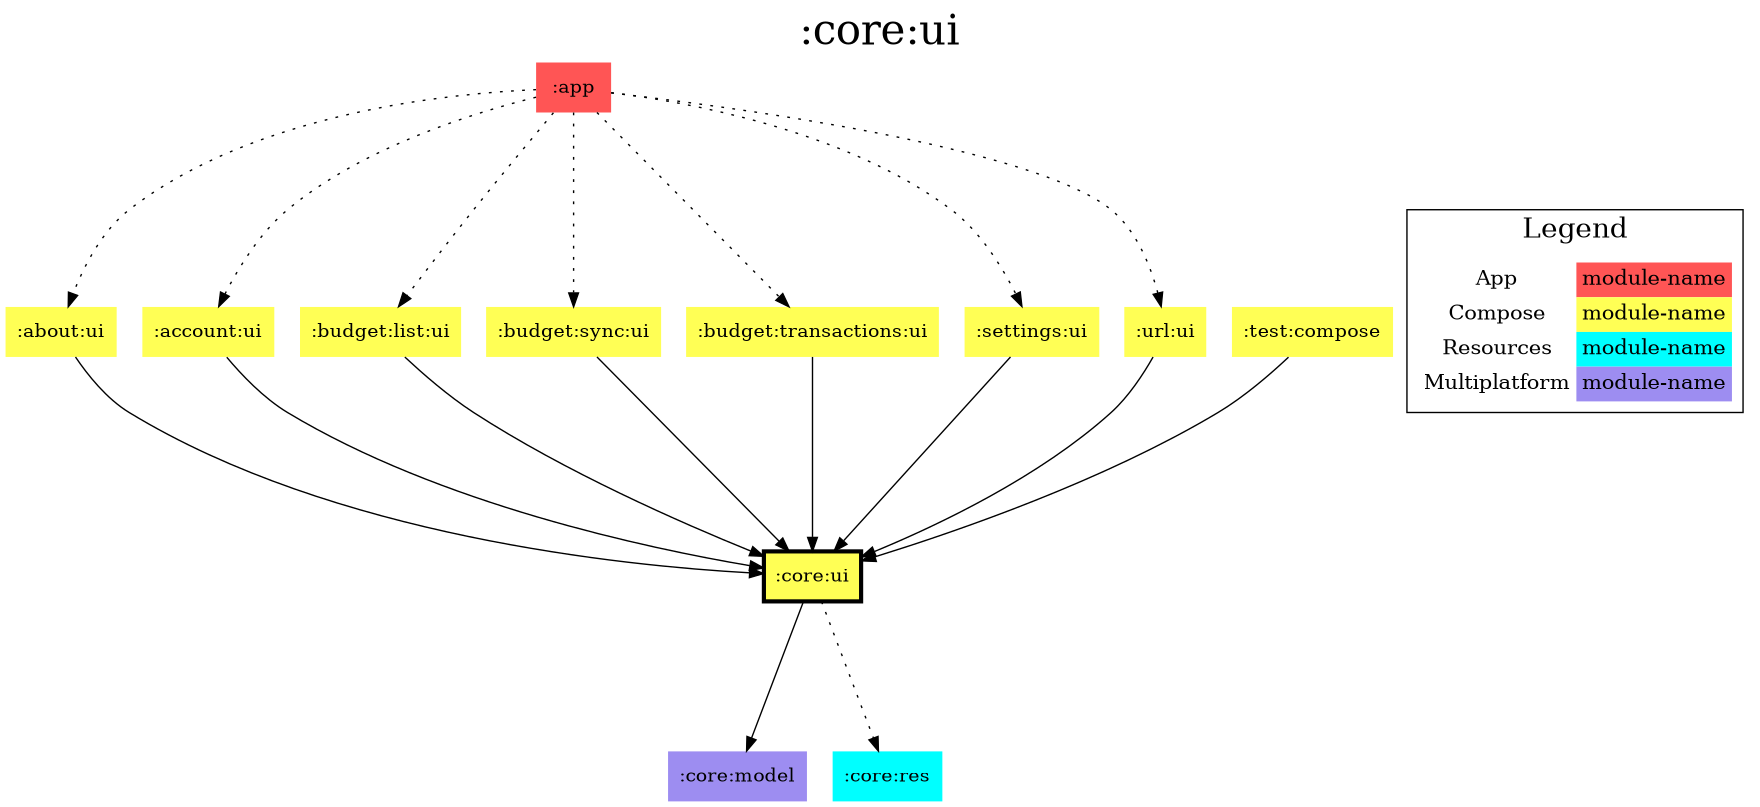 :core:ui
:app
:about:ui
:account:ui
:budget:list:ui
:budget:sync:ui
:budget:transactions:ui
:settings:ui
:url:ui
:test:compose
Legend
App module-name
Compose module-name
Resources module-name
Multiplatform module-name
:core:ui
:core:model
:core:res